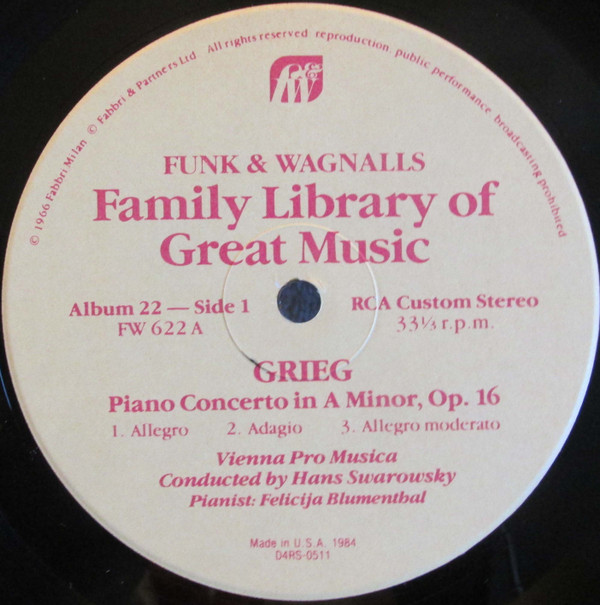 © 1966 Fabbri Milan © Fabbri & Partners Ltd All rights reserved reproduction, public performance, broadcasting prohibited
FUNK & WAGNALLS
Family Library of
Great Music
Album 22 — Side 1
FW 622 A
RCA Custom Stereo
33⅓ r.p.m.
GRIEG
Piano Concerto in A Minor, Op. 16
1. Allegro 2. Adagio 3. Allegro moderato
Vienna Pro Musica
Conducted by Hans Swarowsky
Pianist: Felicija Blumenthal
Made in U.S.A. 1984
D4RS-0511